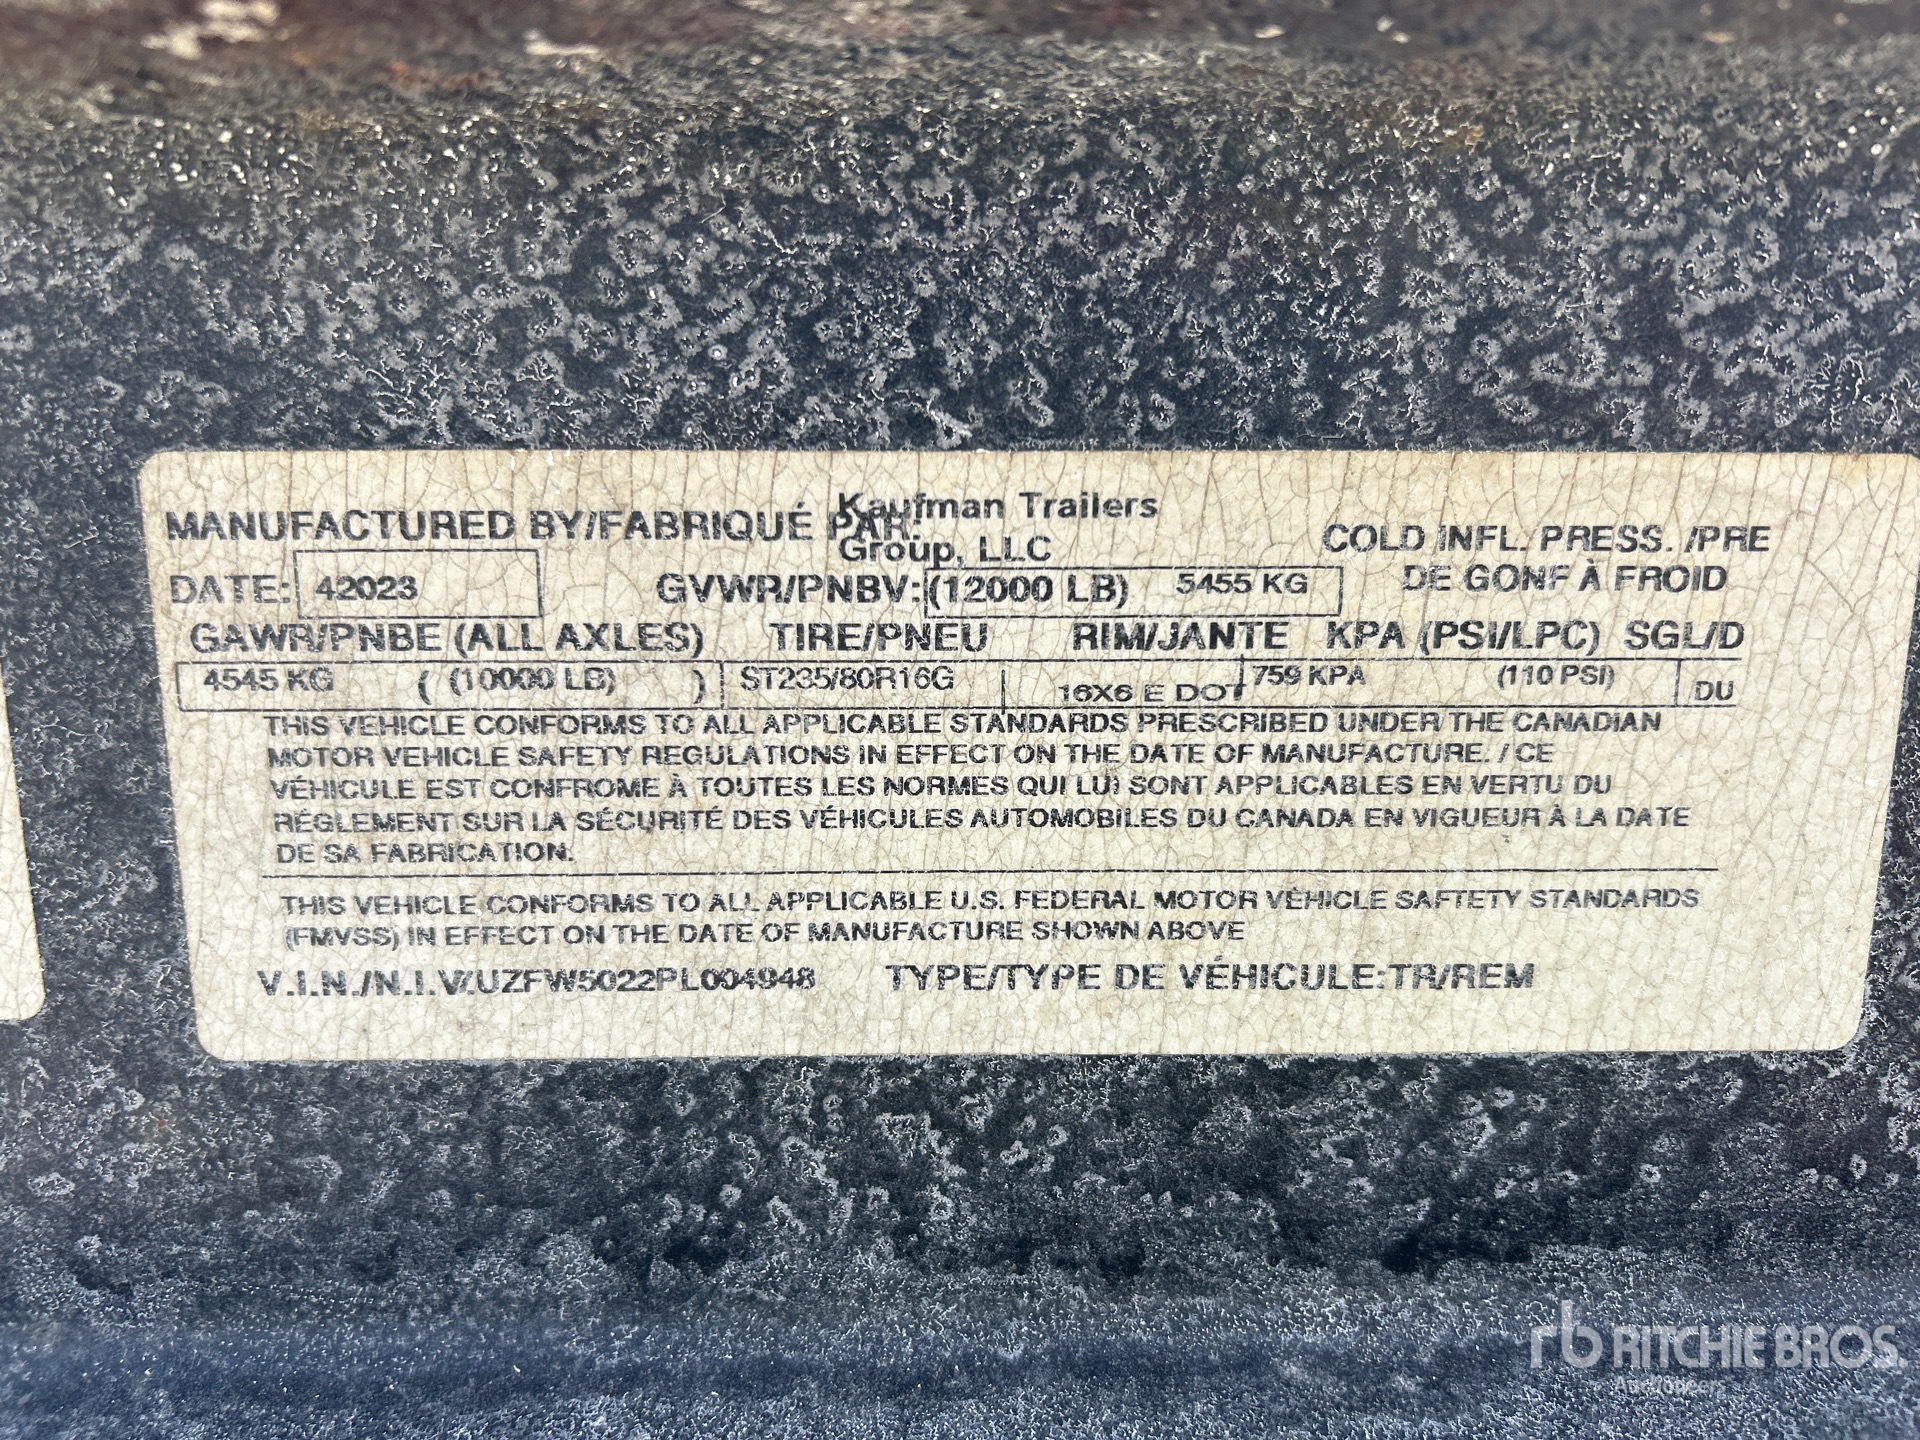 MANUFACTURED BY/FABRIQUÉ PAR: Kaufman Trailers Group, LLC
COLD INFL. PRESS. /PRE DE GONF À FROID
DATE: 42023 GVWR/PNBV: (12000 LB) 5455 KG
GAWR/PNBE (ALL AXLES) TIRE/PNEU RIM/JANTE KPA (PSI/LPC) SGL/D
4545 KG ( (10000 LB) ) ST235/80R16G 16X6 E DOT 759 KPA (110 PSI) DU
THIS VEHICLE CONFORMS TO ALL APPLICABLE STANDARDS PRESCRIBED UNDER THE CANADIAN
MOTOR VEHICLE SAFETY REGULATIONS IN EFFECT ON THE DATE OF MANUFACTURE. / CE
VÉHICULE EST CONFROME À TOUTES LES NORMES QUI LUI SONT APPLICABLES EN VERTU DU
RÉGLEMENT SUR LA SÉCURITÉ DES VÉHICULES AUTOMOBILES DU CANADA EN VIGUEUR À LA DATE
DE SA FABRICATION.
THIS VEHICLE CONFORMS TO ALL APPLICABLE U.S. FEDERAL MOTOR VEHICLE SAFTETY STANDARDS
(FMVSS) IN EFFECT ON THE DATE OF MANUFACTURE SHOWN ABOVE
V.I.N./N.I.V.: UZFW5022PL004948 TYPE/TYPE DE VÉHICULE: TR/REM
rb RITCHIE BROS.
Auctioneers